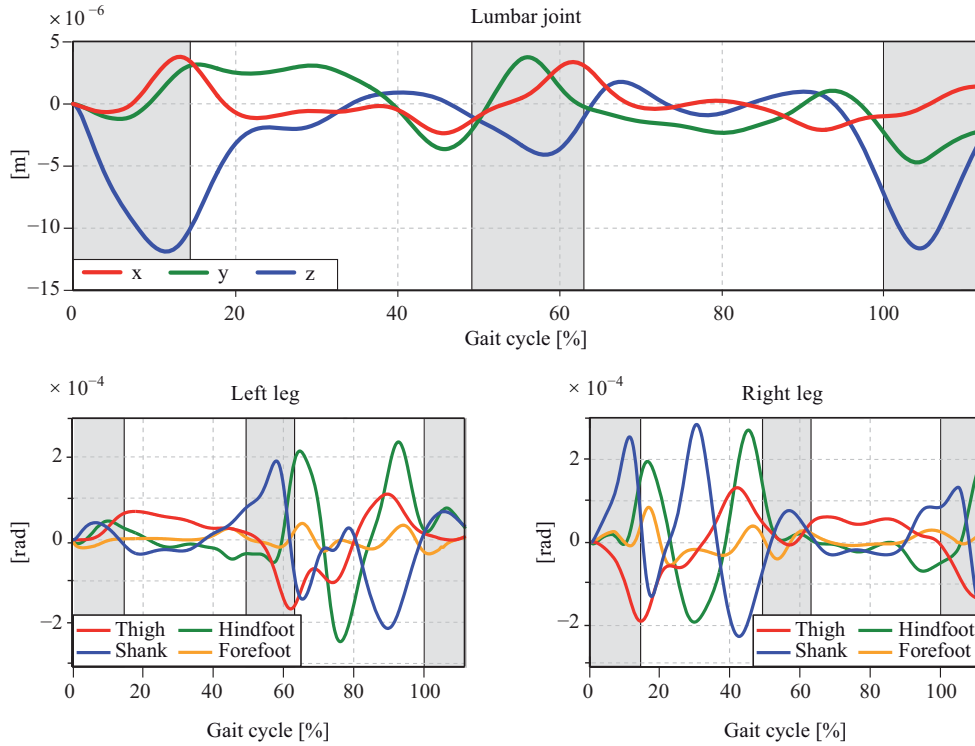 × 10⁻⁶
Lumbar joint
5
0
−5
−10
−15
[m]
x y z
0 20 40 60 80 100
Gait cycle [%]
× 10⁻⁴
Left leg
2
0
−2
[rad]
Thigh Hindfoot
Shank Forefoot
0 20 40 60 80 100
Gait cycle [%]
× 10⁻⁴
Right leg
2
0
−2
[rad]
Thigh Hindfoot
Shank Forefoot
0 20 40 60 80 100
Gait cycle [%]